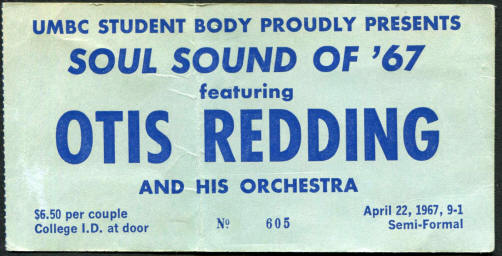 UMBC STUDENT BODY PROUDLY PRESENTS
SOUL SOUND OF '67
featuring
OTIS REDDING
AND HIS ORCHESTRA
$6.50 per couple
College I.D. at door
Nº 605
April 22, 1967, 9-1
Semi-Formal